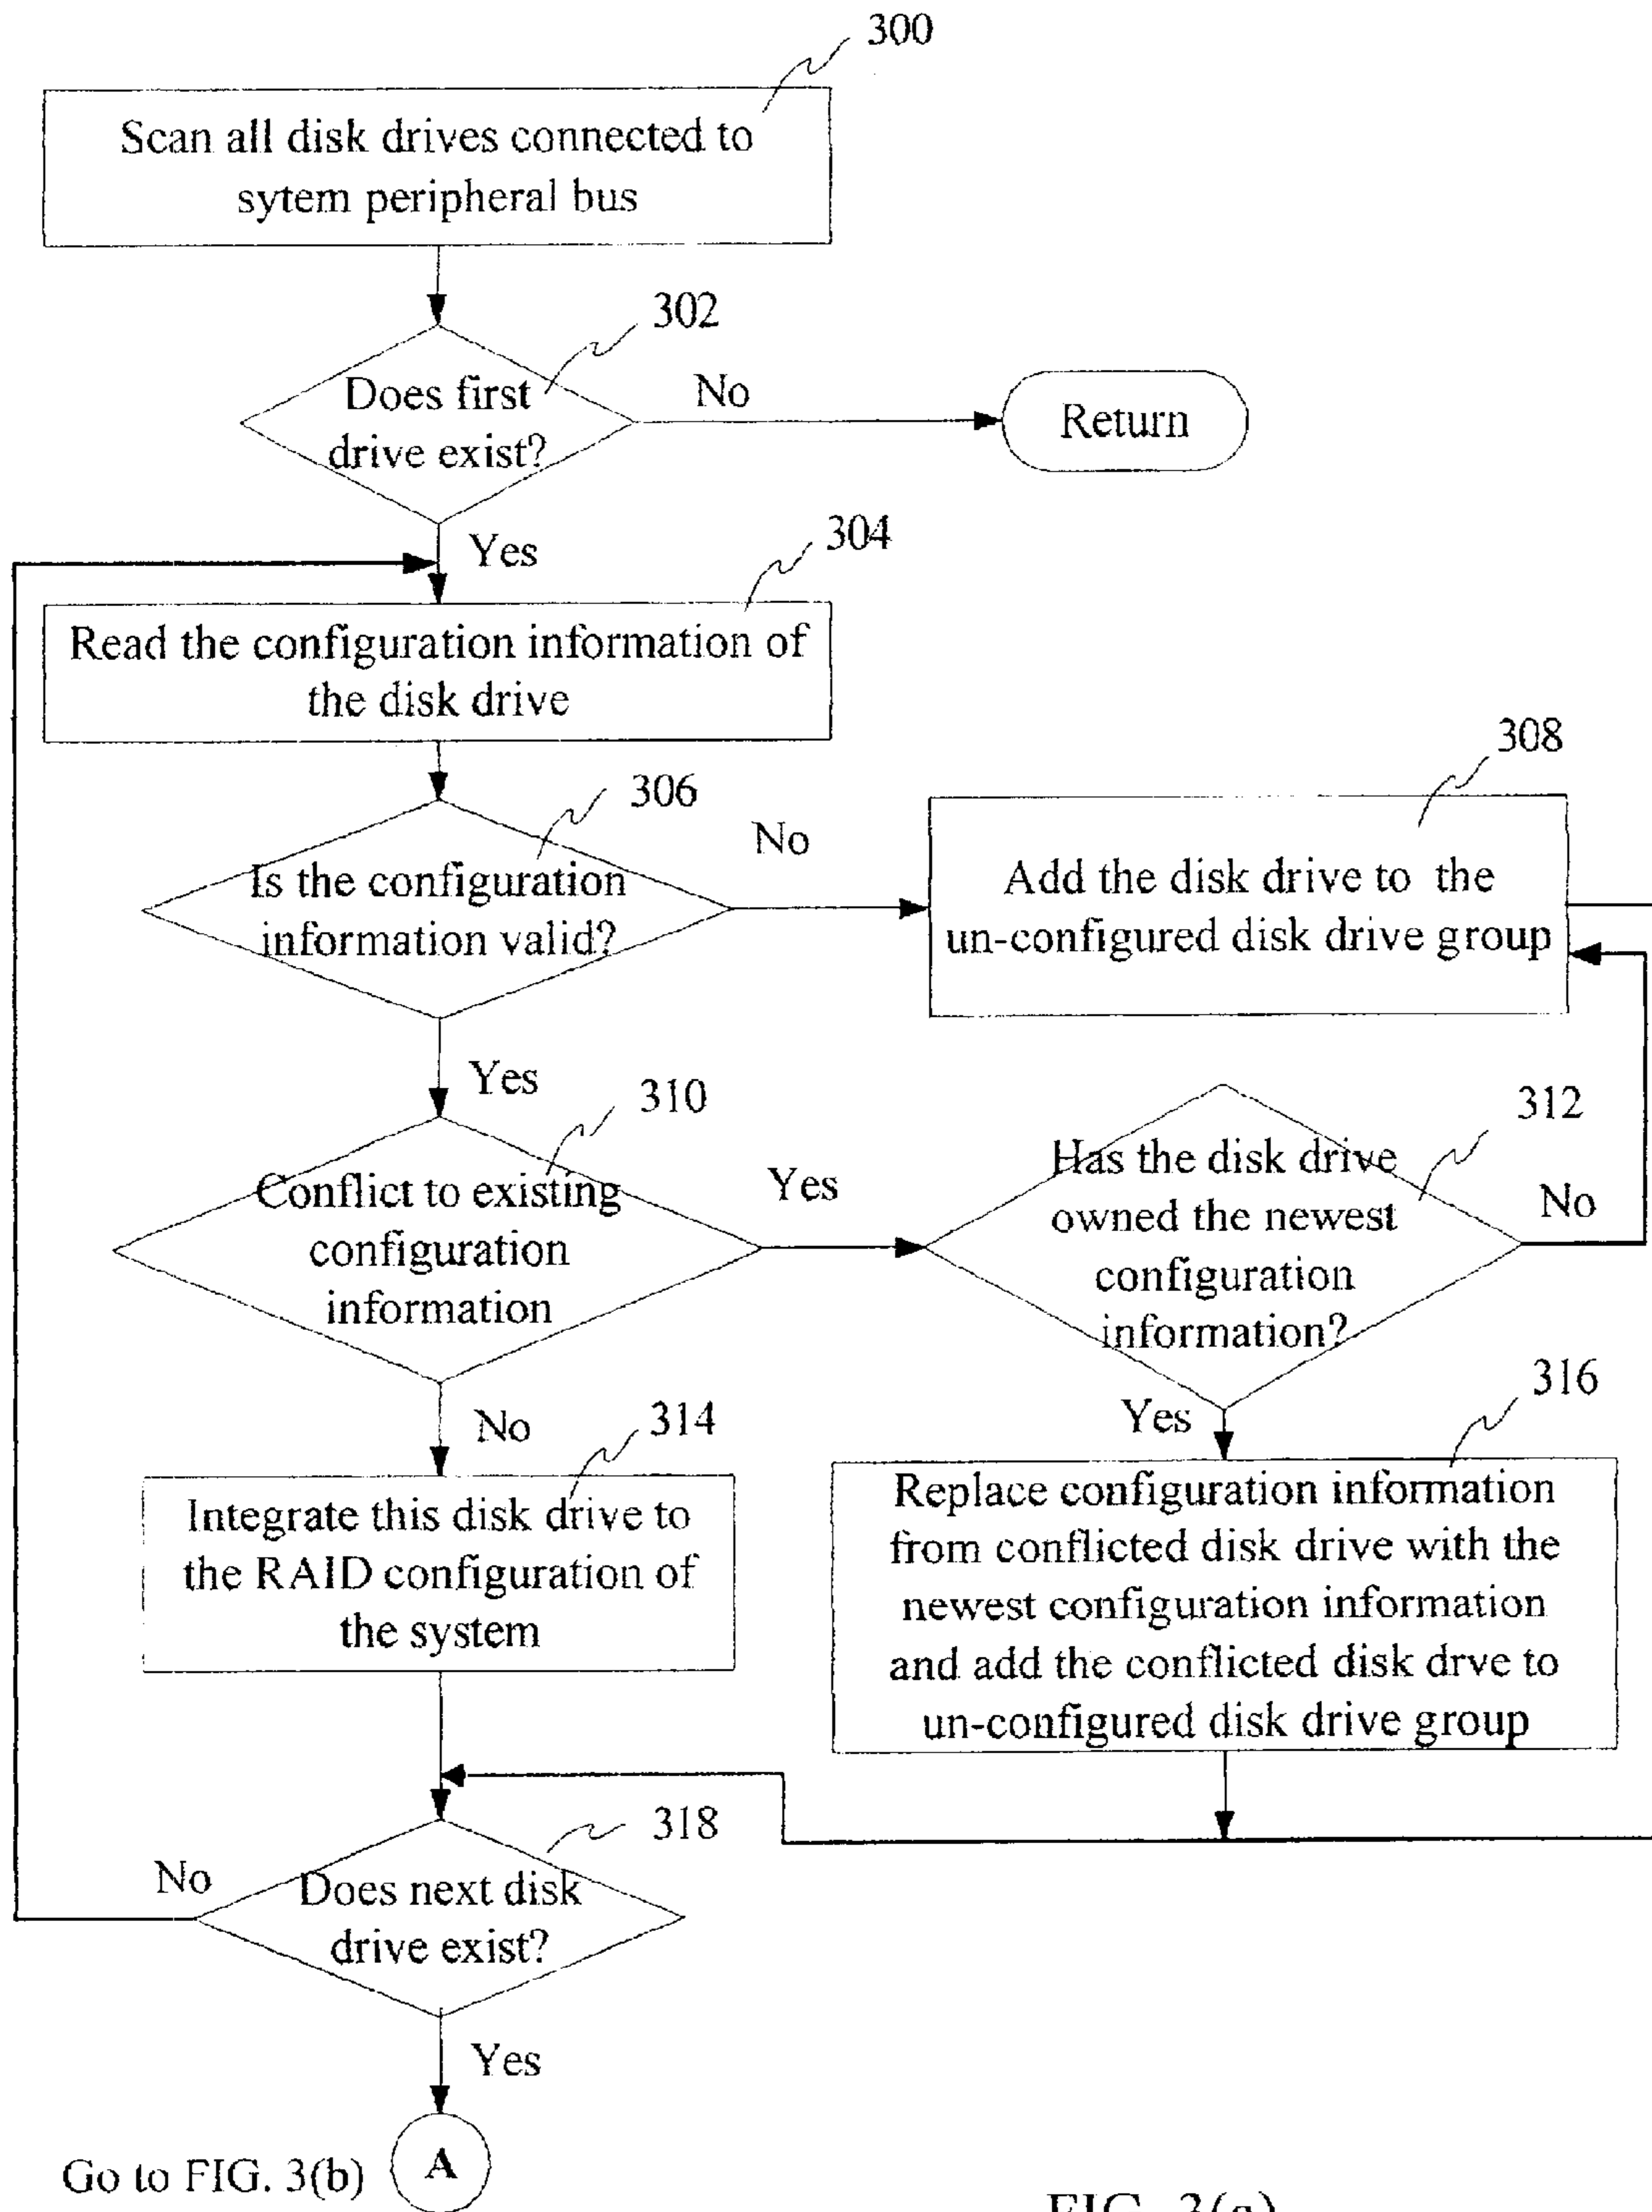 300
Scan all disk drives connected to
sytem peripheral bus
302
Does first
drive exist?
No
Return
Yes
304
Read the configuration information of
the disk drive
306
Is the configuration
information valid?
No
308
Add the disk drive to the
un-configured disk drive group
Yes
310
Conflict to existing
configuration
information
Yes
312
Has the disk drive
owned the newest
configuration
information?
No
Yes
316
Replace configuration information
from conflicted disk drive with the
newest configuration information
and add the conflicted disk drve to
un-configured disk drive group
No
314
Integrate this disk drive to
the RAID configuration of
the system
318
Does next disk
drive exist?
No
Yes
A
Go to FIG. 3(b)
FIG. 3(a)